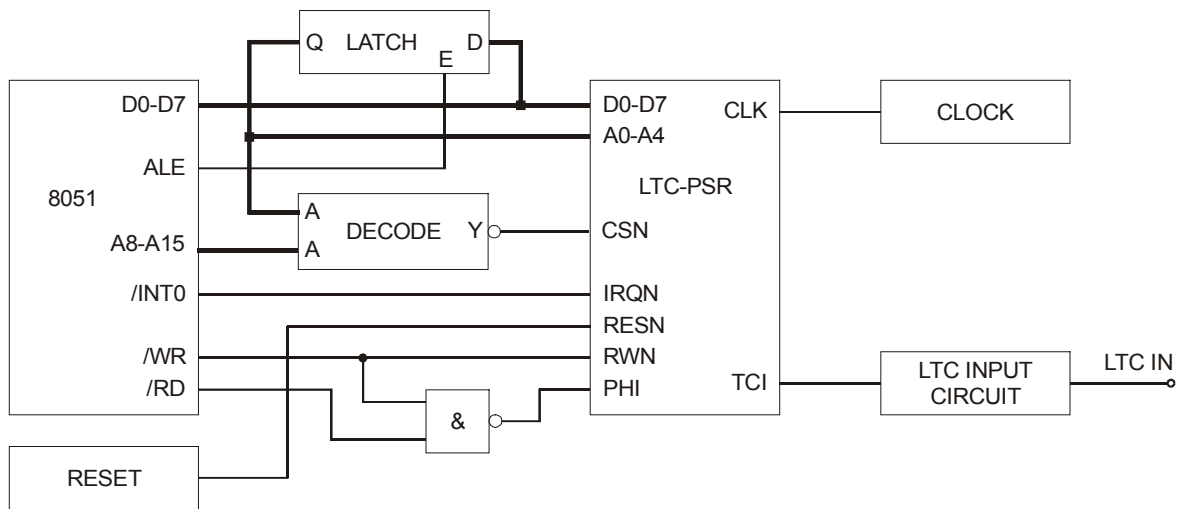 Q LATCH D
E
D0-D7
ALE
8051
A8-A15
/INT0
/WR
/RD
A
A
DECODE
Y
D0-D7
A0-A4
CLK
LTC-PSR
CSN
IRQN
RESN
RWN
PHI
TCI
CLOCK
LTC INPUT
CIRCUIT
LTC IN
&
RESET